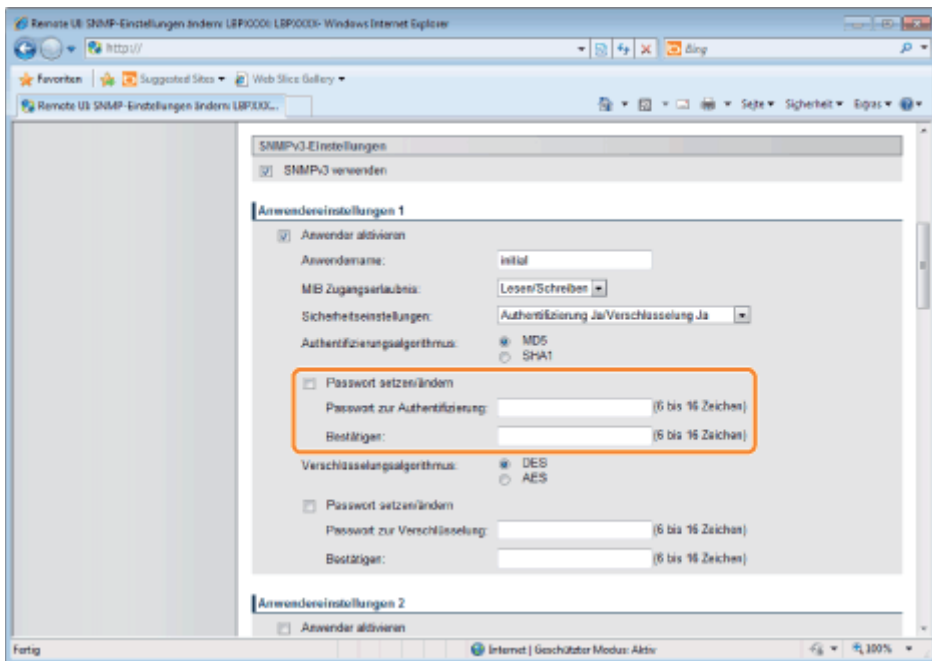 Remote UI: SNMP-Einstellungen ändern: LBPXXXX: LBPXXXX- Windows Internet Explorer
http://
Bing
Favoriten Suggested Sites Web Slice Gallery
Remote UI: SNMP-Einstellungen ändern: LBPXXX... Seite Sicherheit Extras
SNMPv3-Einstellungen
SNMPv3 verwenden
Anwendereinstellungen 1
Anwender aktivieren
Anwendername: initial
MIB Zugangserlaubnis: Lesen/Schreiben
Sicherheitseinstellungen: Authentifizierung Ja/Verschlüsselung Ja
Authentifizierungsalgorithmus: MD5
SHA1
Passwort setzen/ändern
Passwort zur Authentifizierung: (6 bis 16 Zeichen)
Bestätigen: (6 bis 16 Zeichen)
Verschlüsselungsalgorithmus: DES
AES
Passwort setzen/ändern
Passwort zur Verschlüsselung: (6 bis 16 Zeichen)
Bestätigen: (6 bis 16 Zeichen)
Anwendereinstellungen 2
Anwender aktivieren
Fertig Internet | Geschützter Modus: Aktiv 100%